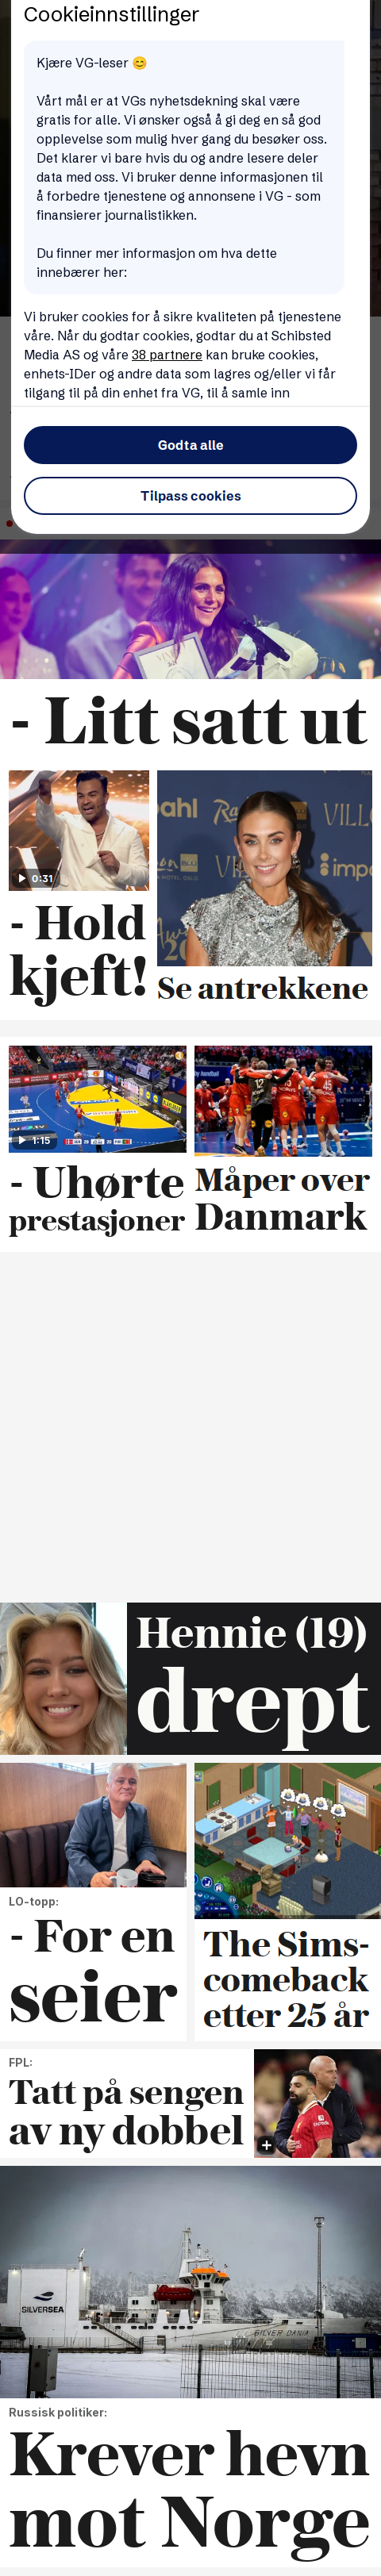 Cookieinnstillinger
Kjære VG-leser 😊
Vårt mål er at VGs nyhetsdekning skal være
gratis for alle. Vi ønsker også å gi deg en så god
opplevelse som mulig hver gang du besøker oss.
Det klarer vi bare hvis du og andre lesere deler
data med oss. Vi bruker denne informasjonen til
å forbedre tjenestene og annonsene i VG - som
finansierer journalistikken.
Du finner mer informasjon om hva dette
innebærer her:
Vi bruker cookies for å sikre kvaliteten på tjenestene
våre. Når du godtar cookies, godtar du at Schibsted
Media AS og våre 38 partnere kan bruke cookies,
enhets-IDer og andre data som lagres og/eller vi får
tilgang til på din enhet fra VG, til å samle inn
Godta alle
Tilpass cookies
- Litt satt ut
0:31
- Hold
kjeft!
Se antrekkene
1:15
- Uhørte
prestasjoner
Måper over
Danmark
Hennie (19)
drept
LO-topp:
- For en
seier
The Sims-
comeback
etter 25 år
FPL:
Tatt på sengen
av ny dobbel
SILVERSEA
SILVER DANIA
Russisk politiker:
Krever hevn
mot Norge